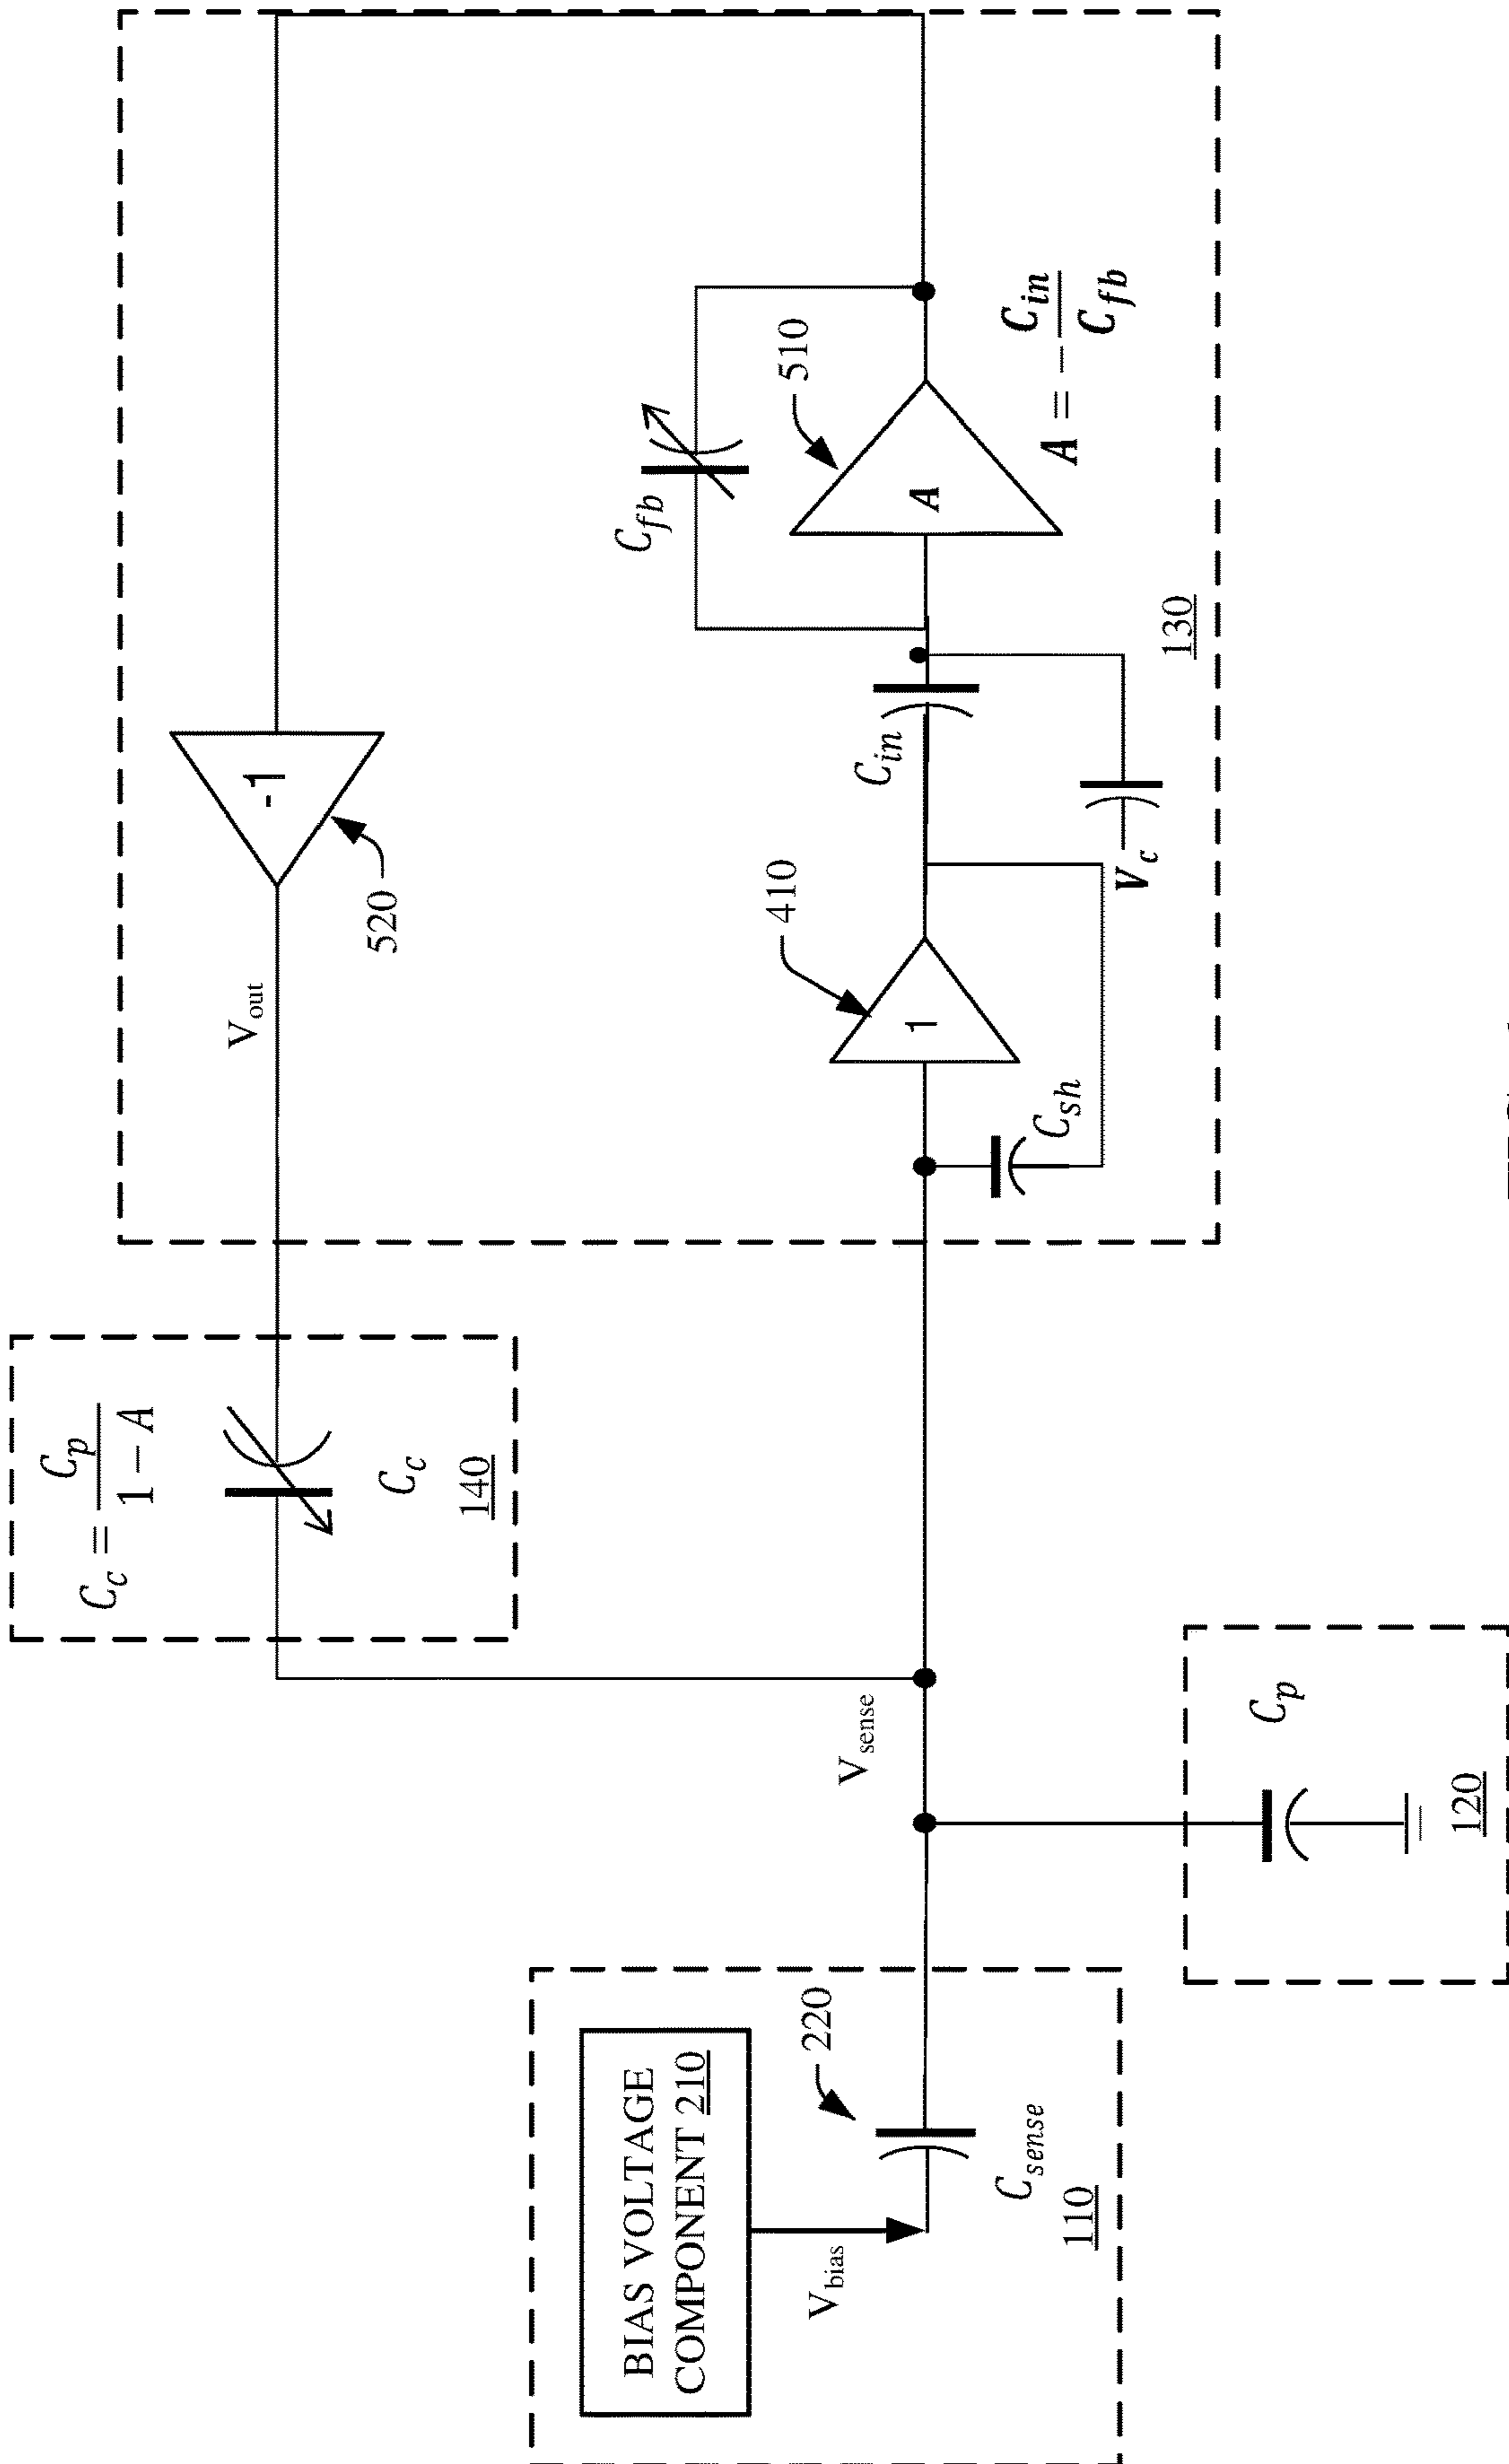 BIAS VOLTAGE
COMPONENT 210
V_bias
220
C_sense
110
V_sense
C_p
120
C_c = C_p / (1 − A)
C_c
140
V_out
520
-1
C_sh
1
410
C_in
V_c
C_fb
A
510
A = − C_in / C_fb
130